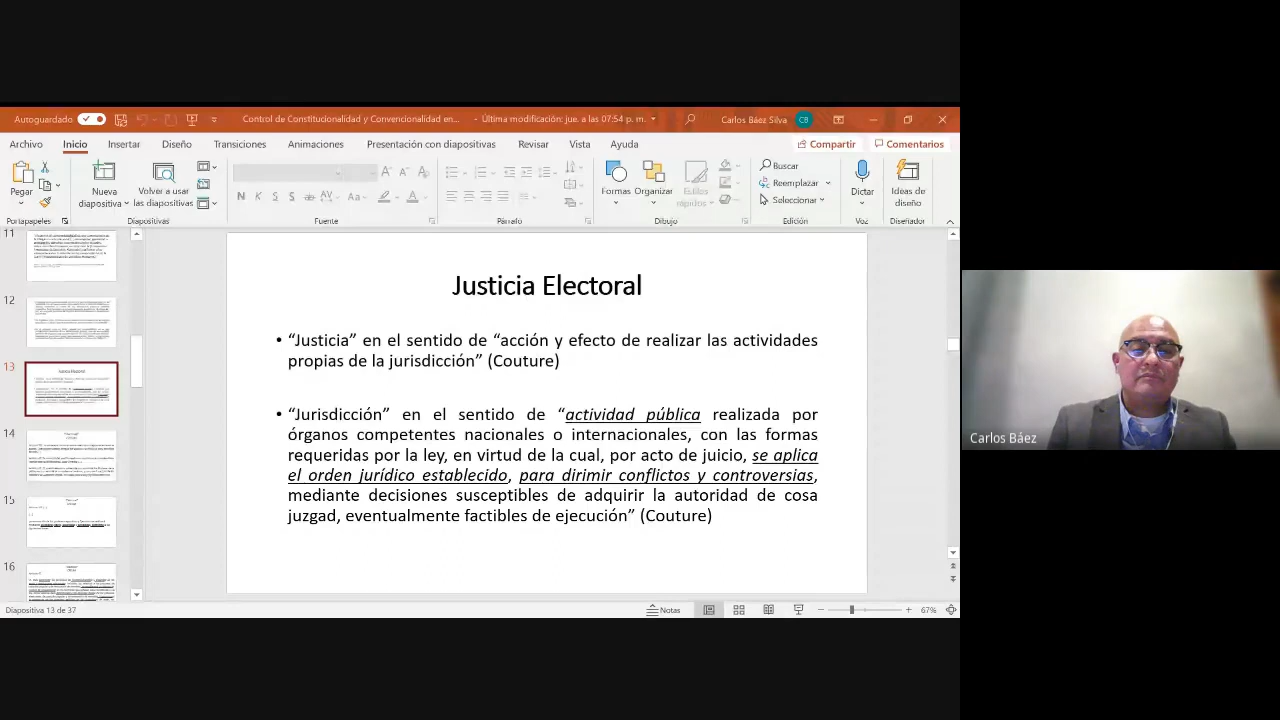 Autoguardado
Control de Constitucionalidad y Convencionalidad en...
• Última modificación: jue. a las 07:54 p. m.
Carlos Báez Silva
CB
Archivo
Inicio
Insertar
Diseño
Transiciones
Animaciones
Presentación con diapositivas
Revisar
Vista
Ayuda
Compartir
Comentarios
Pegar
Nueva
diapositiva
Volver a usar
las diapositivas
N K S ab AV Aa A
Formas
Organizar
Estilos
rápidos
Buscar
Reemplazar
Seleccionar
Dictar
Ideas de
diseño
Portapapeles
Diapositivas
Fuente
Párrafo
Dibujo
Edición
Voz
Diseñador
11
12
13
14
15
16
Justicia Electoral
• “Justicia” en el sentido de “acción y efecto de realizar las actividades
propias de la jurisdicción” (Couture)
• “Jurisdicción” en el sentido de “actividad pública realizada por
órganos competentes nacionales o internacionales, con las formas
requeridas por la ley, en virtud de la cual, por acto de juicio, se aplica
el orden jurídico establecido, para dirimir conflictos y controversias,
mediante decisiones susceptibles de adquirir la autoridad de cosa
juzgad, eventualmente factibles de ejecución” (Couture)
Diapositiva 13 de 37
Notas
67%
Carlos Báez